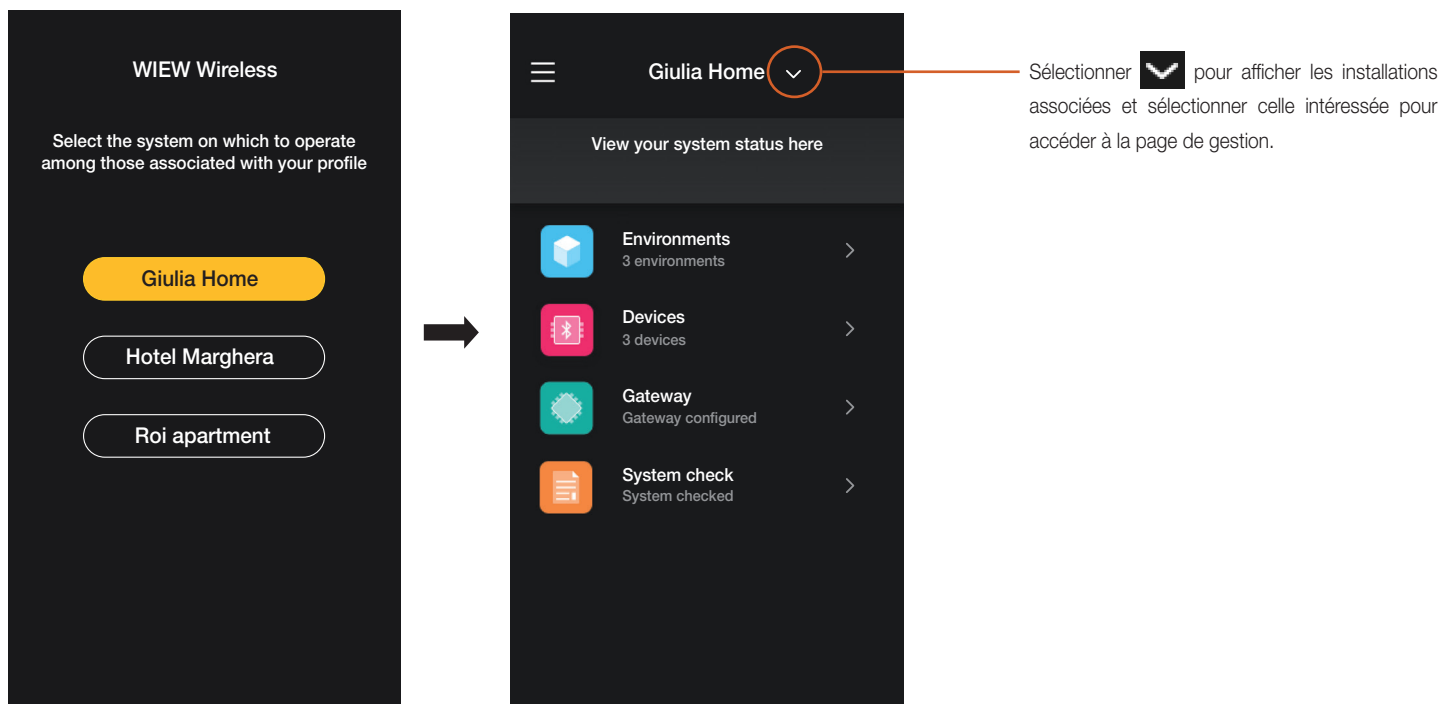 WIEW Wireless
Select the system on which to operate
among those associated with your profile
Giulia Home
Hotel Marghera
Roi apartment
Giulia Home
View your system status here
Environments
3 environments
Devices
3 devices
Gateway
Gateway configured
System check
System checked
Sélectionner pour afficher les installations
associées et sélectionner celle intéressée pour
accéder à la page de gestion.